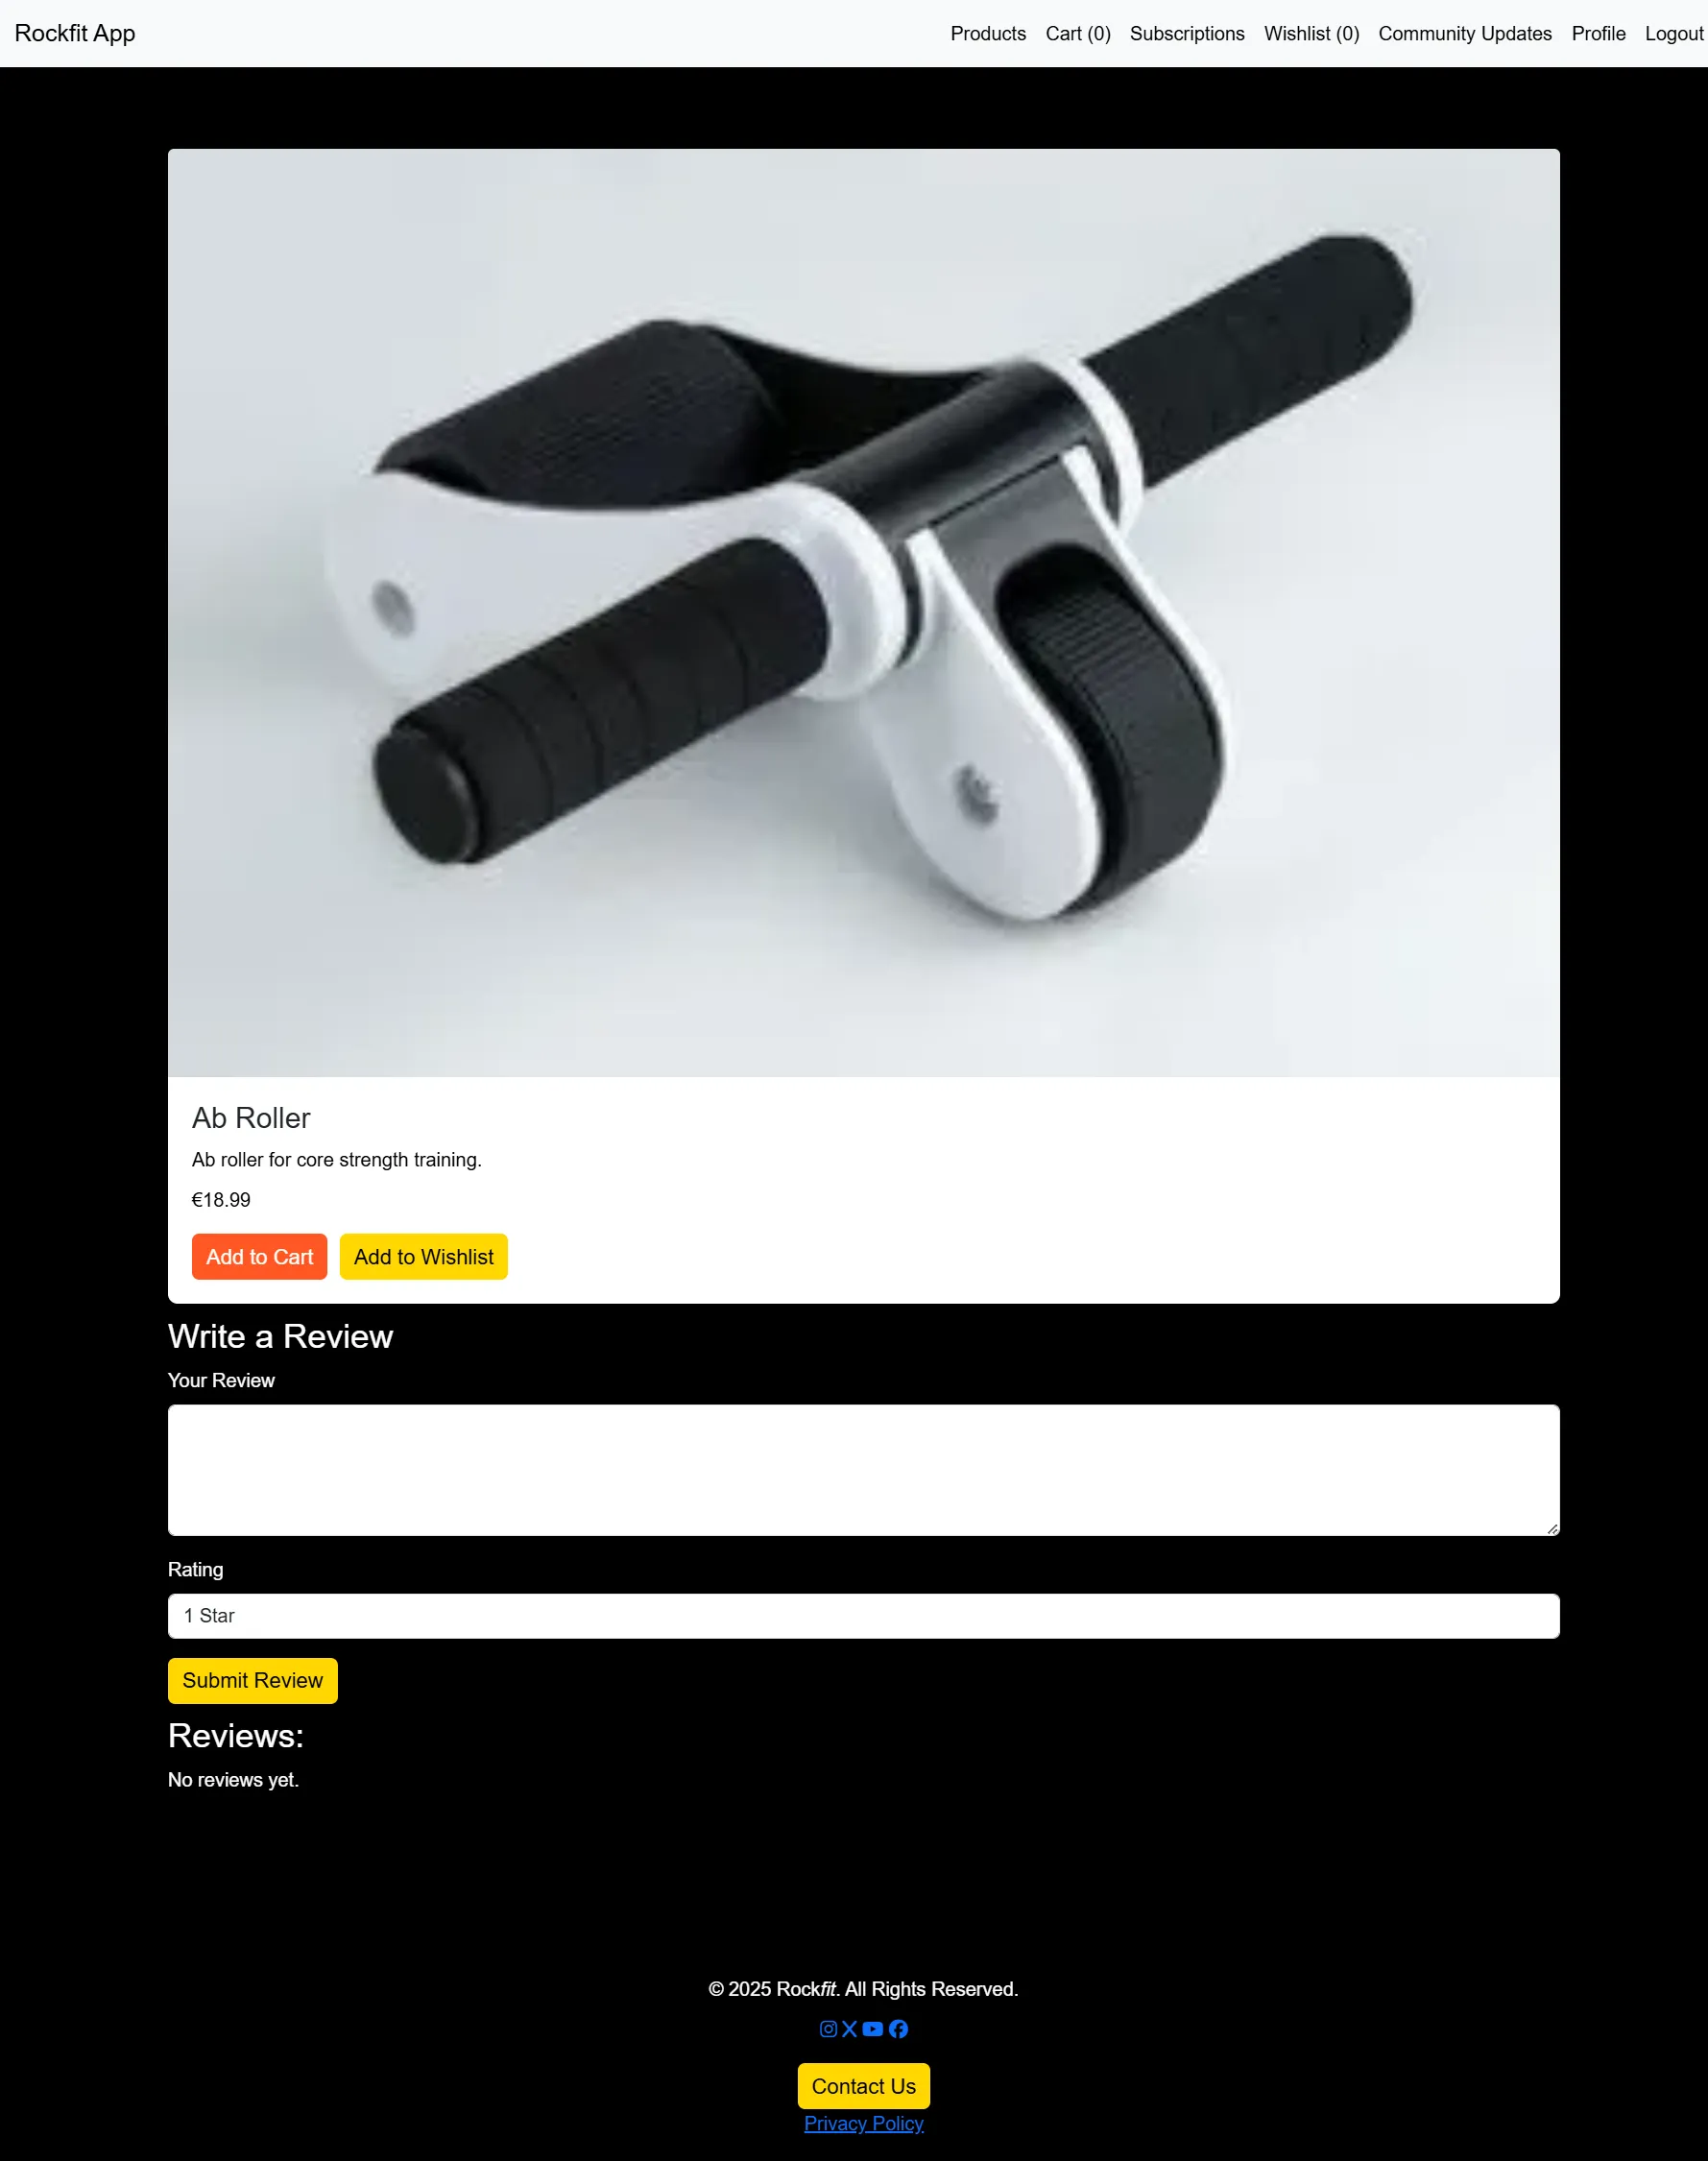 Rockfit App
Products Cart (0) Subscriptions Wishlist (0) Community Updates Profile Logout
Ab Roller
Ab roller for core strength training.
€18.99
Add to Cart Add to Wishlist
Write a Review
Your Review
Rating
1 Star
Submit Review
Reviews:
No reviews yet.
© 2025 Rockfit. All Rights Reserved.
Contact Us
Privacy Policy